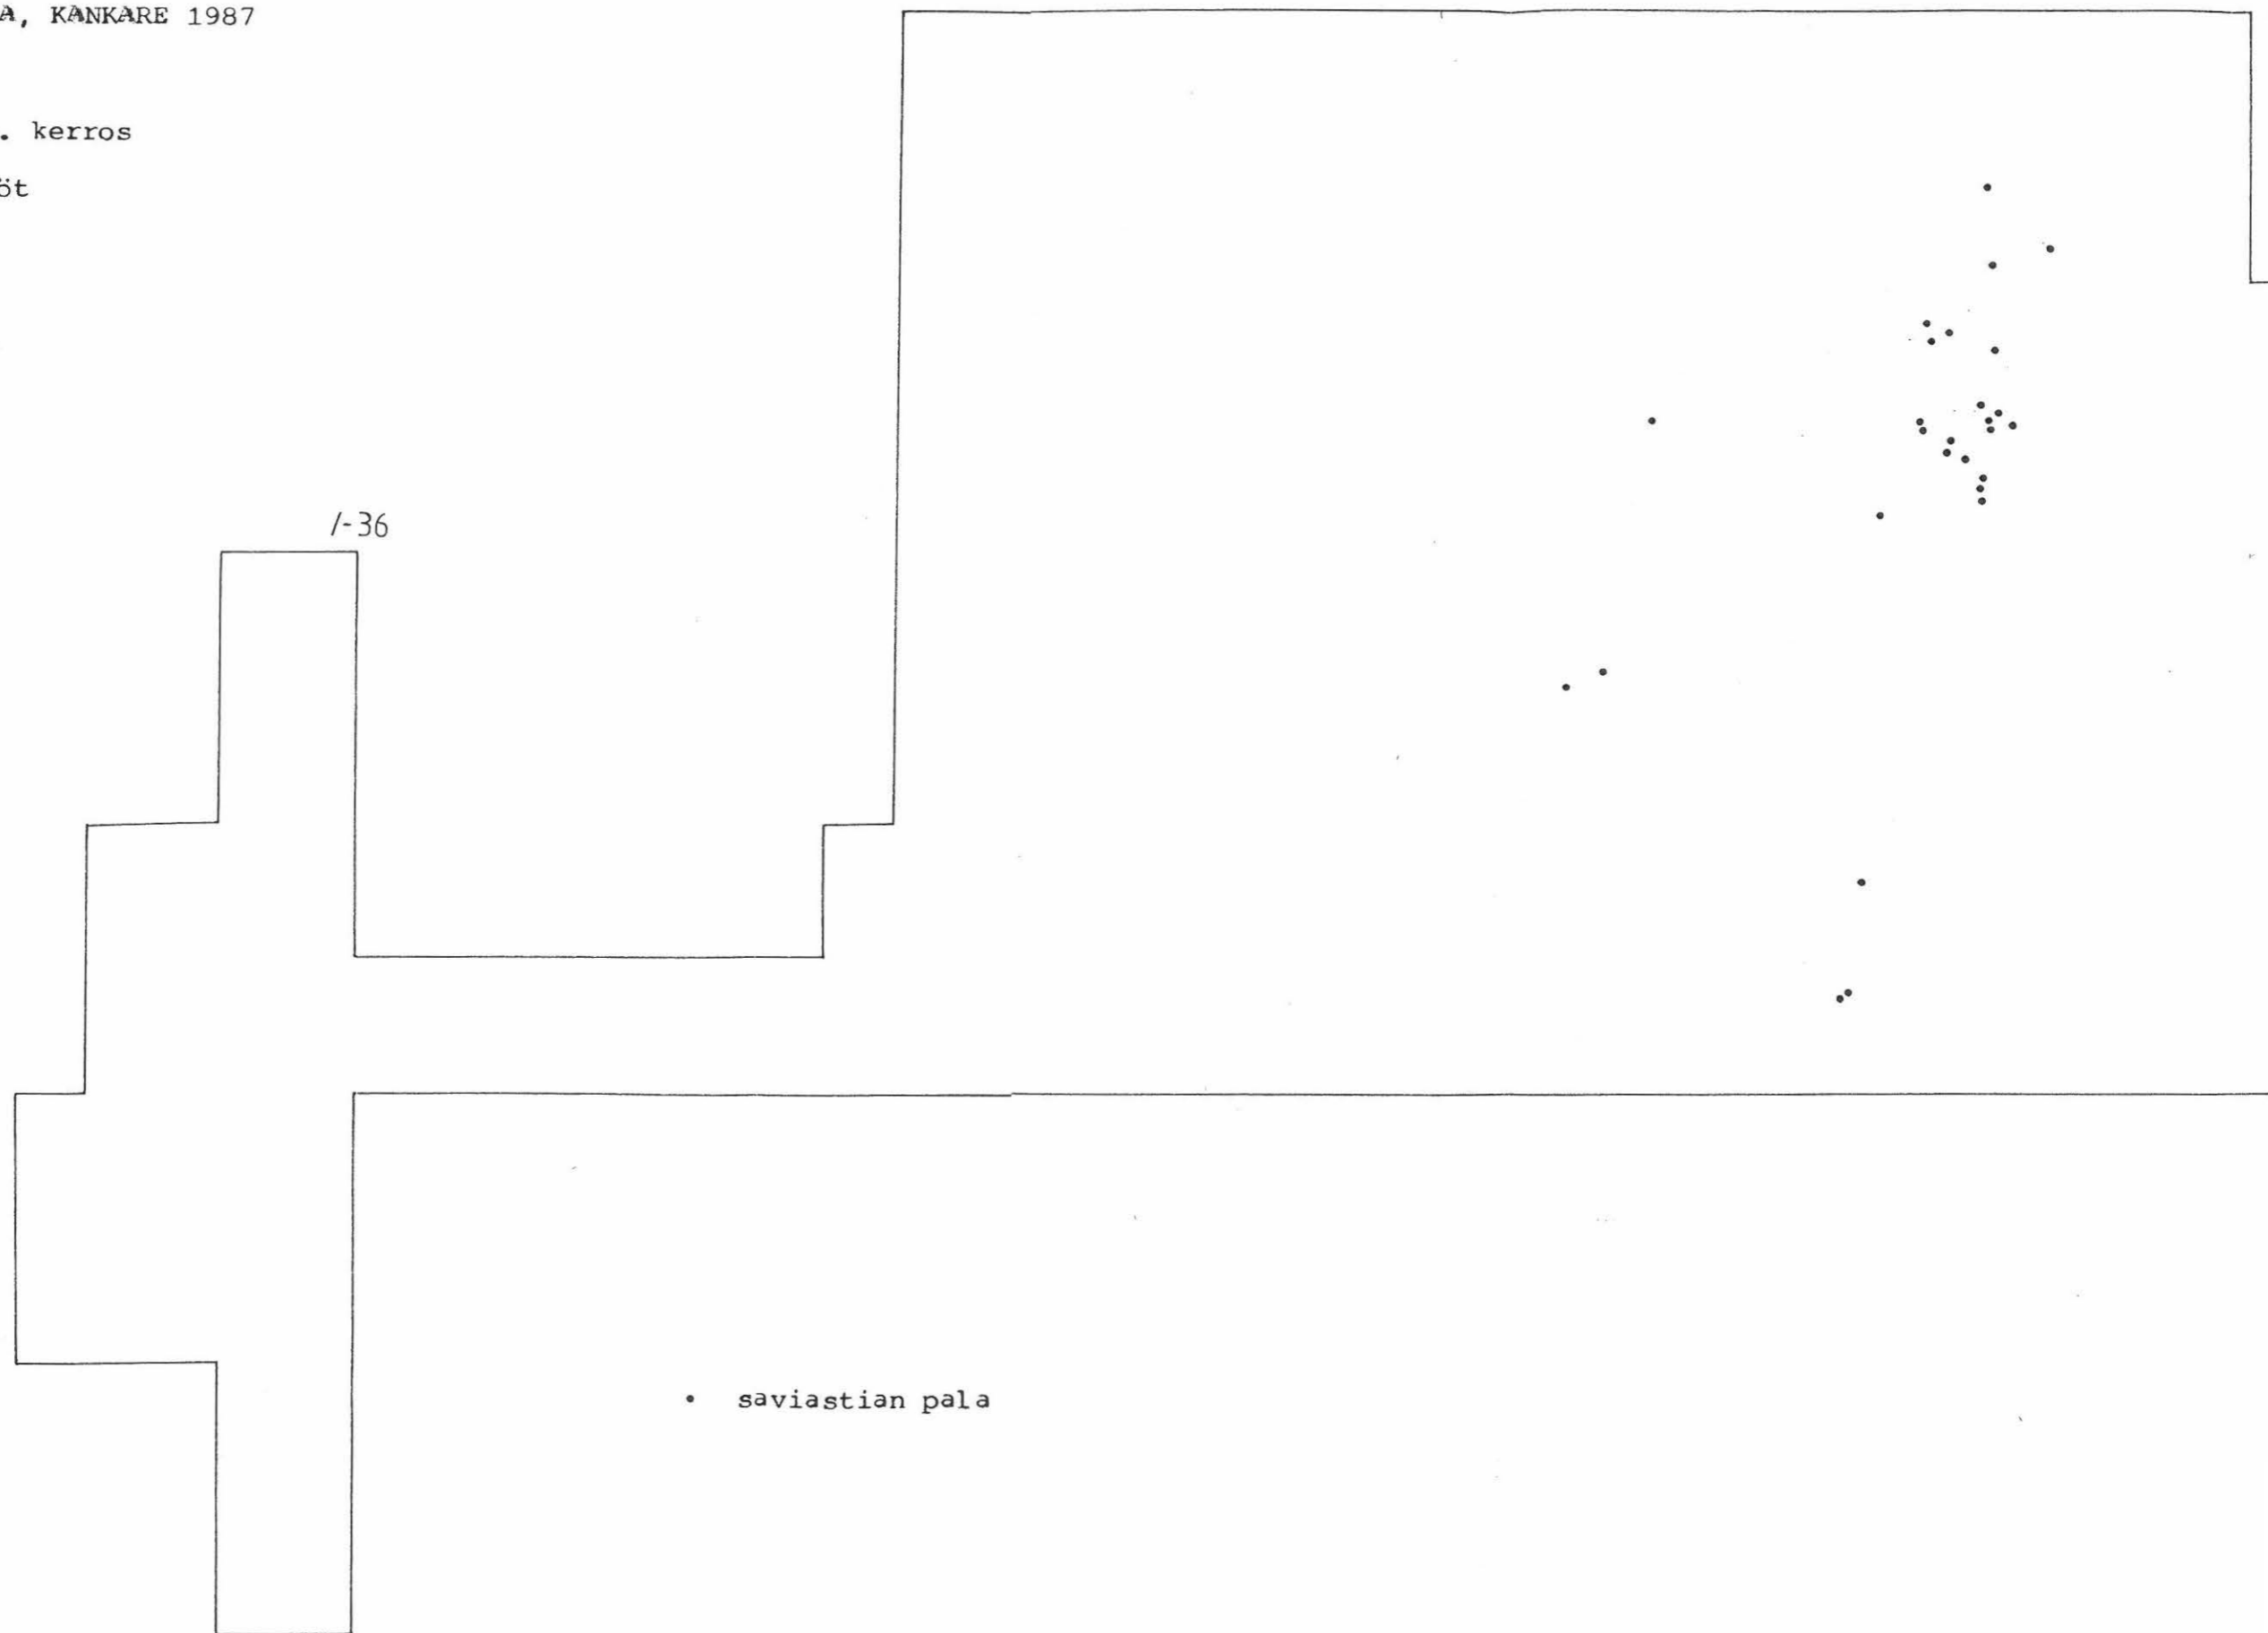 A, KANKARE 1987
. kerros
öt
/-36
saviastian pala